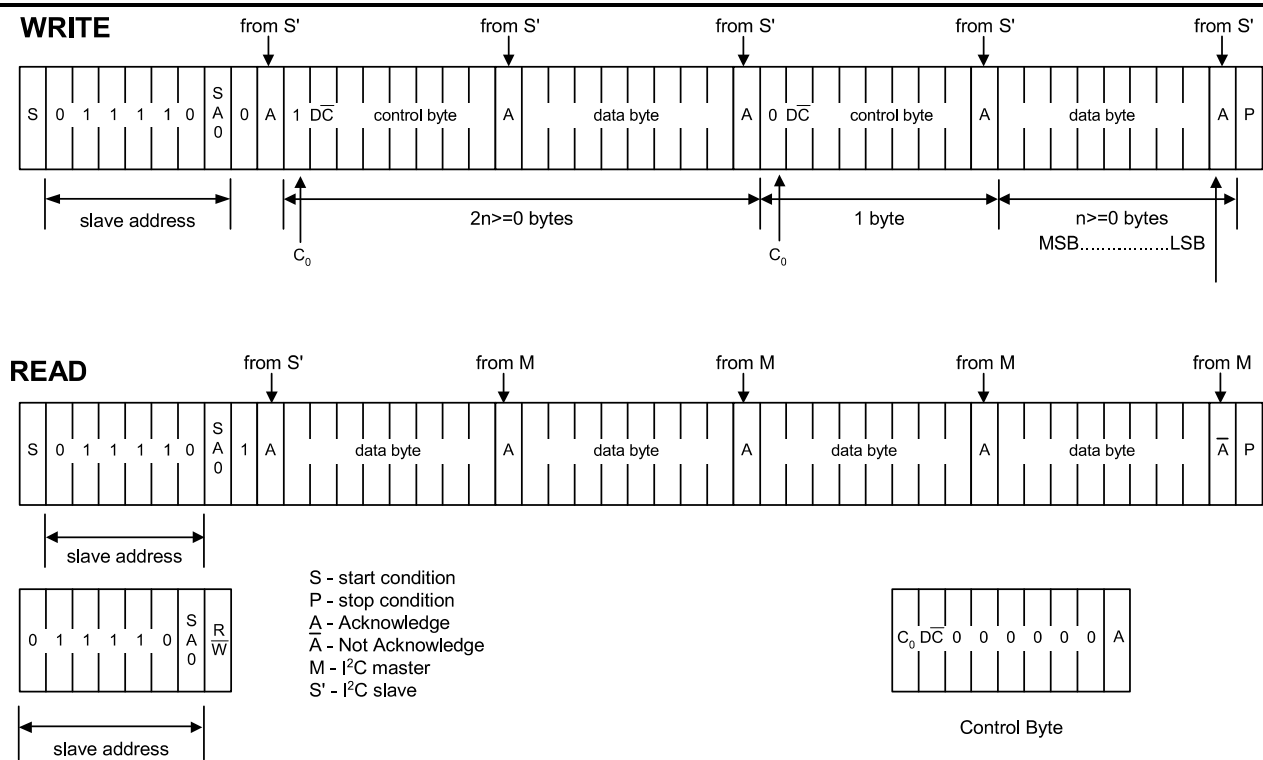 WRITE
from S' from S' from S' from S' from S'
S 0 1 1 1 1 0 SA0 0 A 1 DC̅ control byte A data byte A 0 DC̅ control byte A data byte A P
slave address 2n>=0 bytes 1 byte n>=0 bytes
MSB.................LSB
C₀ C₀
READ
from S' from M from M from M from M
S 0 1 1 1 1 0 SA0 1 A data byte A data byte A data byte A data byte A̅ P
slave address
0 1 1 1 1 0 SA0 R/W̅
slave address
S - start condition
P - stop condition
A - Acknowledge
A̅ - Not Acknowledge
M - I²C master
S' - I²C slave
C₀ DC̅ 0 0 0 0 0 0 A
Control Byte